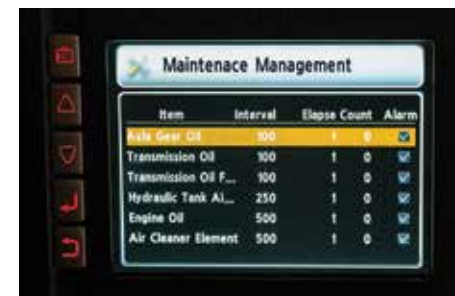 Maintenace Management
Item Interval Elapse Count Alarm
Axle Gear Oil 100 1 0
Transmission Oil 100 1 0
Transmission Oil F... 100 1 0
Hydraulic Tank Ai... 250 1 0
Engine Oil 500 1 0
Air Cleaner Element 500 1 0